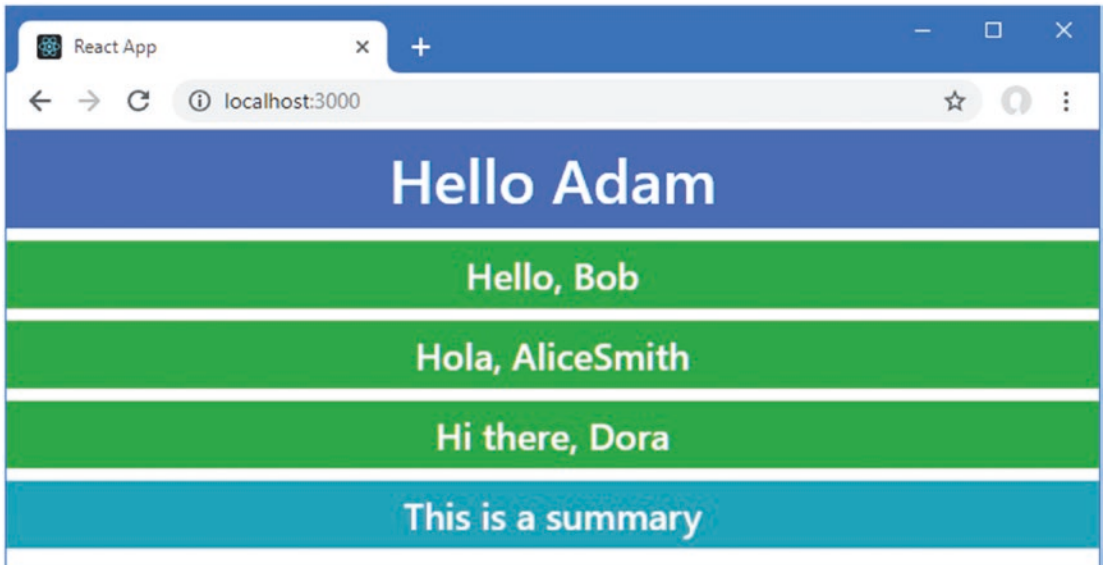 React App
localhost:3000
Hello Adam
Hello, Bob
Hola, AliceSmith
Hi there, Dora
This is a summary